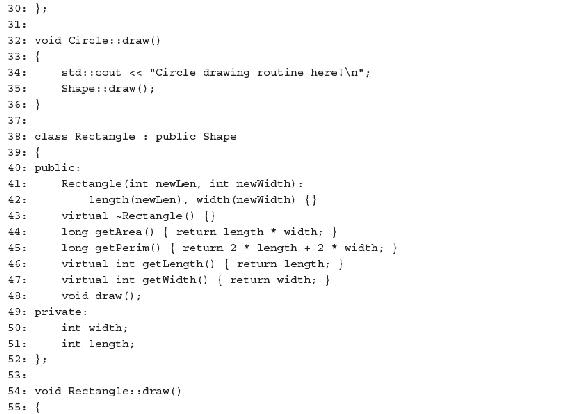 30: };
31:
32: void Circle::draw()
33: {
34:     std::cout << "Circle drawing routine here!\n";
35:     Shape::draw();
36: }
37:
38: class Rectangle : public Shape
39: {
40: public:
41:     Rectangle(int newLen, int newWidth):
42:         length(newLen), width(newWidth) {}
43:     virtual ~Rectangle() {}
44:     long getArea() { return length * width; }
45:     long getPerim() { return 2 * length + 2 * width; }
46:     virtual int getLength() { return length; }
47:     virtual int getWidth() { return width; }
48:     void draw();
49: private:
50:     int width;
51:     int length;
52: };
53:
54: void Rectangle::draw()
55: {